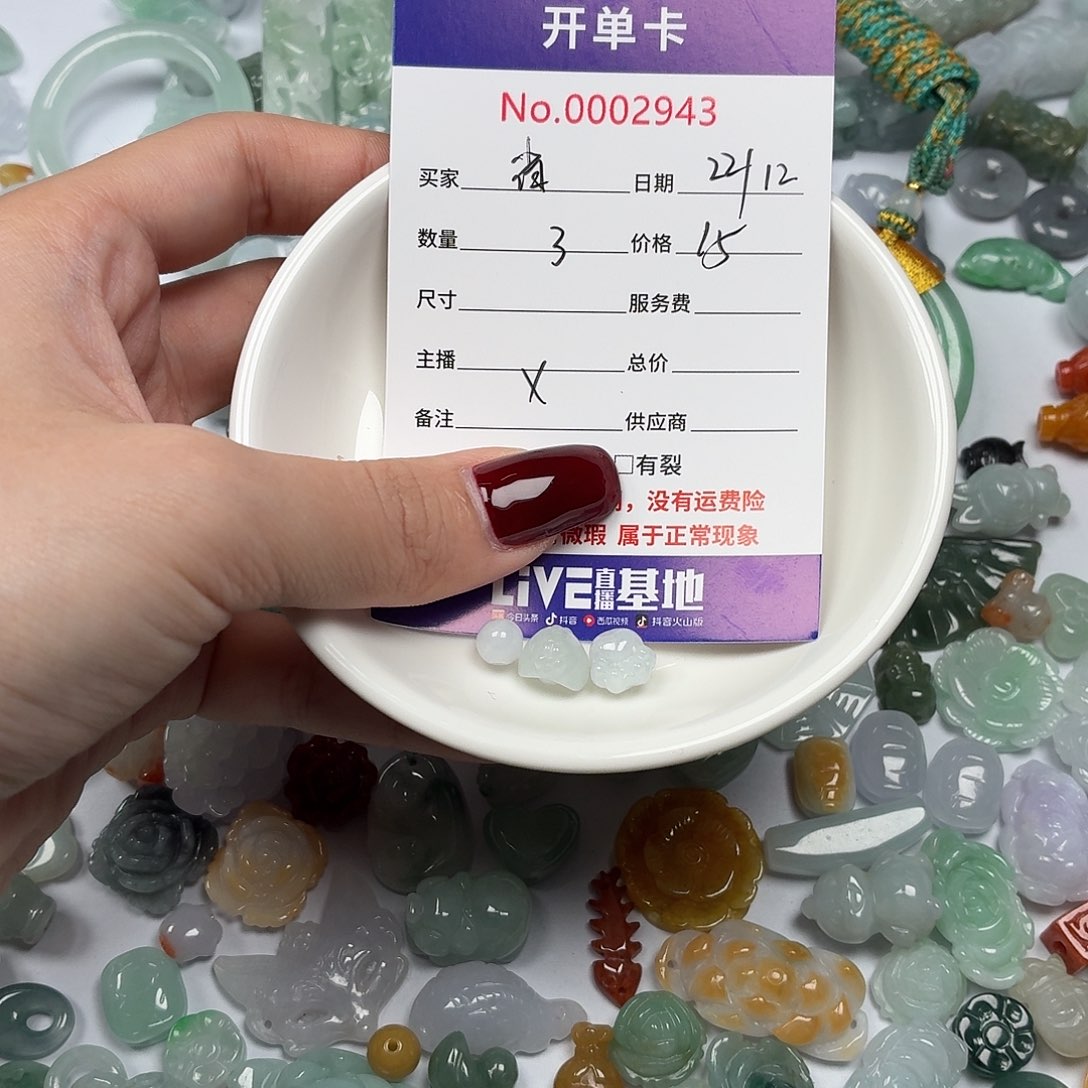 开单卡
No.0002943
买家 日期 22/12
数量 3 价格 15
尺寸 服务费
主播 X 总价
备注 供应商
□有裂
，没有运费险
微瑕 属于正常现象
LiVE直播基地
今日头条 抖音 西瓜视频 抖音火山版